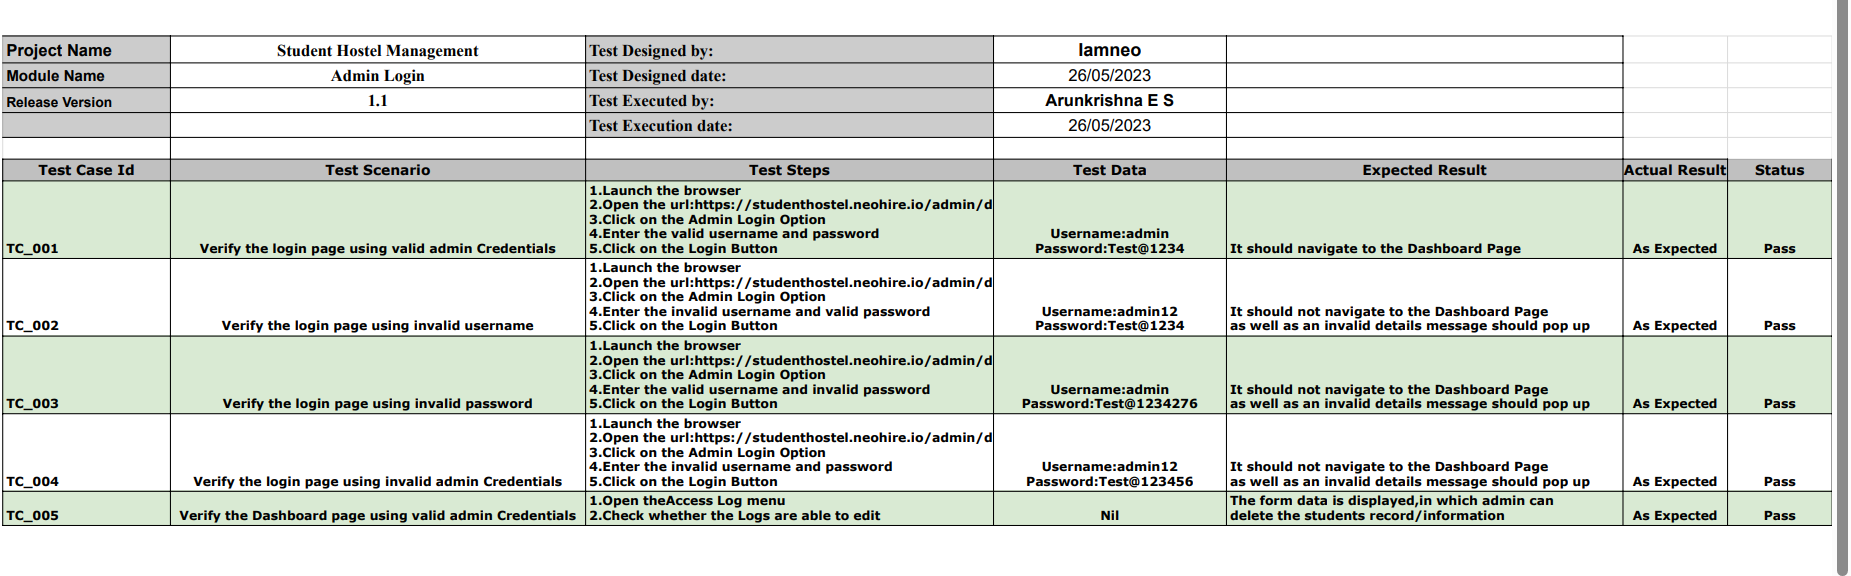 Project Name Student Hostel Management Test Designed by: Iamneo
Module Name Admin Login Test Designed date: 26/05/2023
Release Version 1.1 Test Executed by: Arunkrishna E S
Test Execution date: 26/05/2023
Test Case Id Test Scenario Test Steps Test Data Expected Result Actual Result Status
1.Launch the browser
2.Open the url:https://studenthostel.neohire.io/admin/d
3.Click on the Admin Login Option
4.Enter the valid username and password Username:admin
TC_001 Verify the login page using valid admin Credentials 5.Click on the Login Button Password:Test@1234 It should navigate to the Dashboard Page As Expected Pass
1.Launch the browser
2.Open the url:https://studenthostel.neohire.io/admin/d
3.Click on the Admin Login Option
4.Enter the invalid username and valid password Username:admin12 It should not navigate to the Dashboard Page
TC_002 Verify the login page using invalid username 5.Click on the Login Button Password:Test@1234 as well as an invalid details message should pop up As Expected Pass
1.Launch the browser
2.Open the url:https://studenthostel.neohire.io/admin/d
3.Click on the Admin Login Option
4.Enter the valid username and invalid password Username:admin It should not navigate to the Dashboard Page
TC_003 Verify the login page using invalid password 5.Click on the Login Button Password:Test@1234276 as well as an invalid details message should pop up As Expected Pass
1.Launch the browser
2.Open the url:https://studenthostel.neohire.io/admin/d
3.Click on the Admin Login Option
4.Enter the invalid username and password Username:admin12 It should not navigate to the Dashboard Page
TC_004 Verify the login page using invalid admin Credentials 5.Click on the Login Button Password:Test@123456 as well as an invalid details message should pop up As Expected Pass
1.Open theAccess Log menu The form data is displayed,in which admin can
TC_005 Verify the Dashboard page using valid admin Credentials 2.Check whether the Logs are able to edit Nil delete the students record/information As Expected Pass